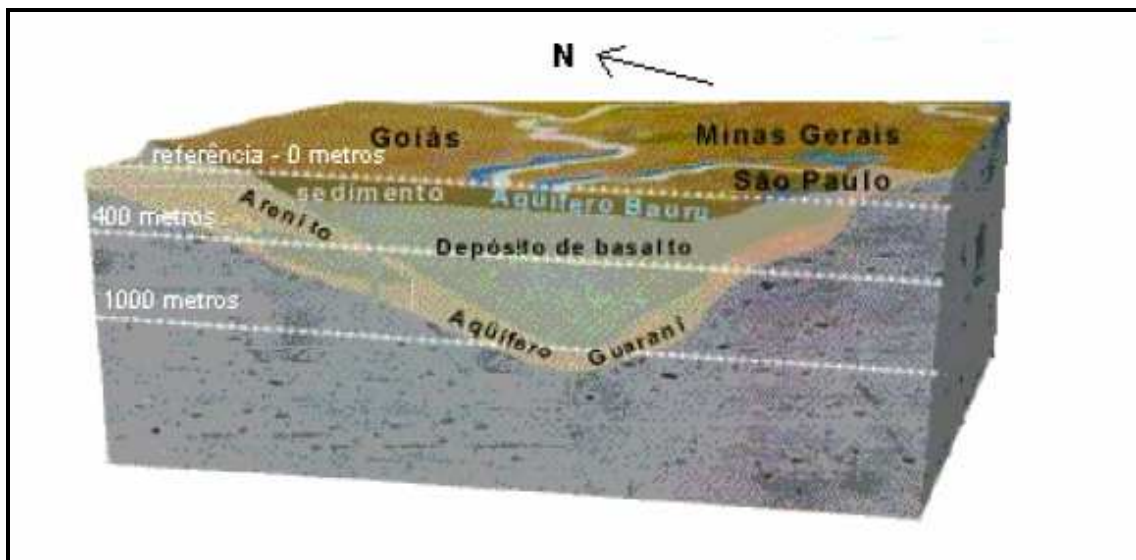 N
Goiás
Minas Gerais
referência - 0 metros
São Paulo
sedimento
Aqüífero Bauru
Arenito
400 metros
Depósito de basalto
1000 metros
Aqüífero Guarani